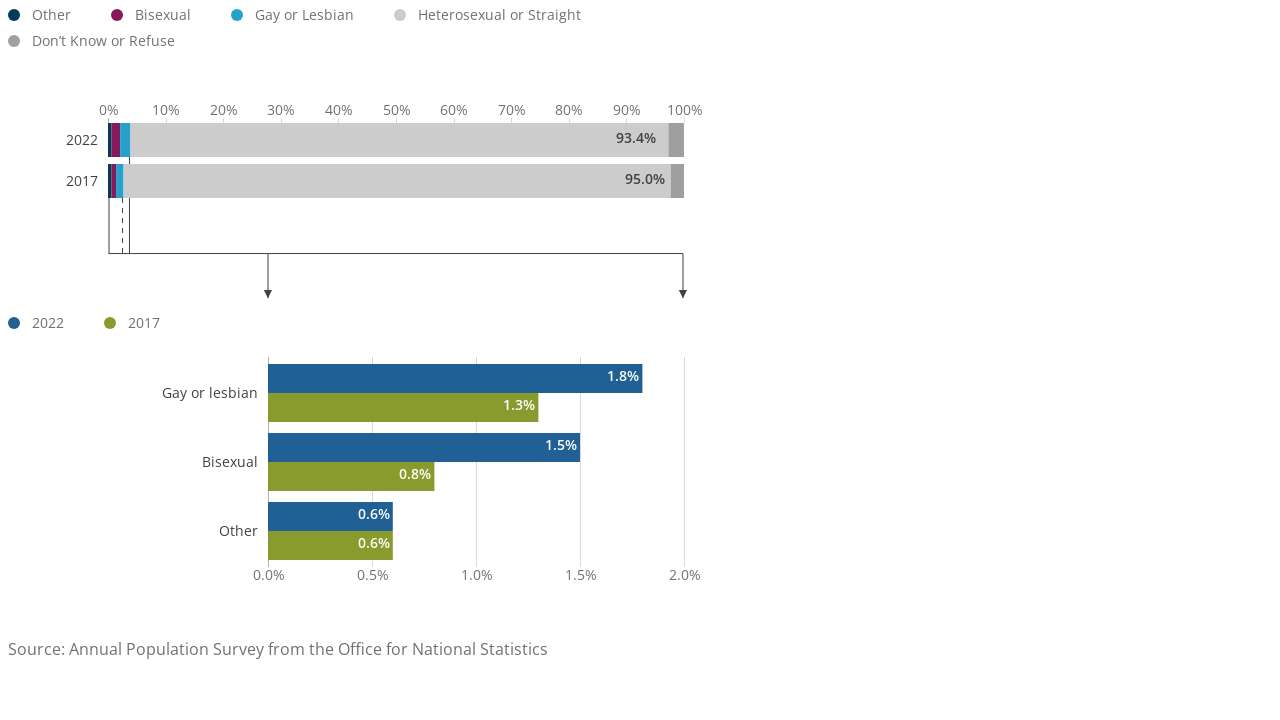 Other Bisexual Gay or Lesbian Heterosexual or Straight
Don’t Know or Refuse
0% 10% 20% 30% 40% 50% 60% 70% 80% 90% 100%
2022 93.4%
2017 95.0%
2022 2017
Gay or lesbian 1.8%
1.3%
Bisexual 1.5%
0.8%
Other 0.6%
0.6%
0.0% 0.5% 1.0% 1.5% 2.0%
Source: Annual Population Survey from the Office for National Statistics